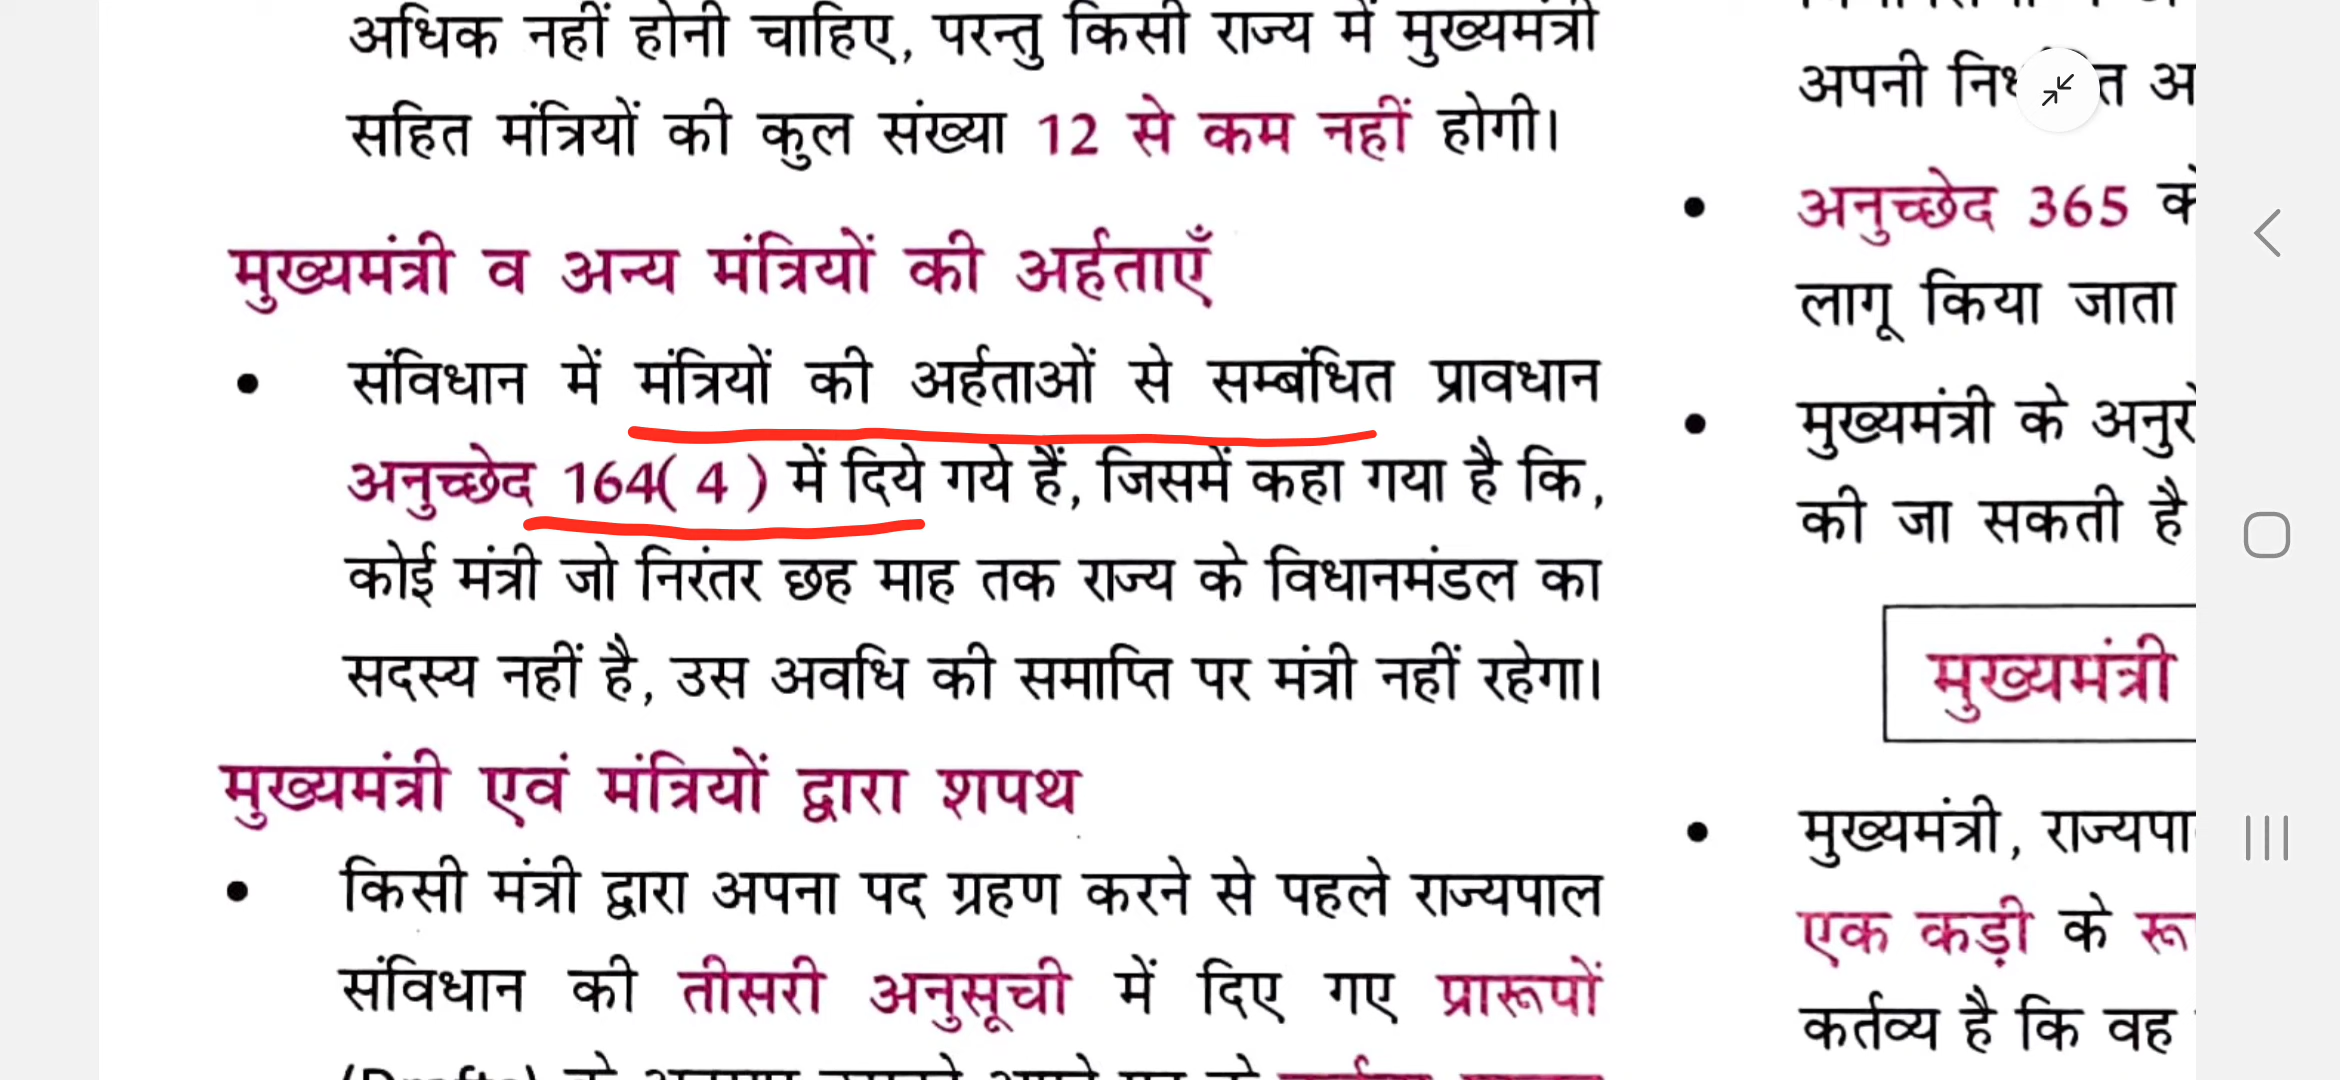 अधिक नहीं होनी चाहिए, परन्तु किसी राज्य में मुख्यमंत्री
सहित मंत्रियों की कुल संख्या 12 से कम नहीं होगी।
मुख्यमंत्री व अन्य मंत्रियों की अर्हताएँ
• संविधान में मंत्रियों की अर्हताओं से सम्बंधित प्रावधान
अनुच्छेद 164( 4 ) में दिये गये हैं, जिसमें कहा गया है कि,
कोई मंत्री जो निरंतर छह माह तक राज्य के विधानमंडल का
सदस्य नहीं है, उस अवधि की समाप्ति पर मंत्री नहीं रहेगा।
मुख्यमंत्री एवं मंत्रियों द्वारा शपथ
• किसी मंत्री द्वारा अपना पद ग्रहण करने से पहले राज्यपाल
संविधान की तीसरी अनुसूची में दिए गए प्रारूपों
अपनी
• अनुच्छेद 365
लागू किया जाता
• मुख्यमंत्री के
की जा सकती है
मुख्यमंत्री
• मुख्यमंत्री,
एक कड़ी के
कर्तव्य है कि वह